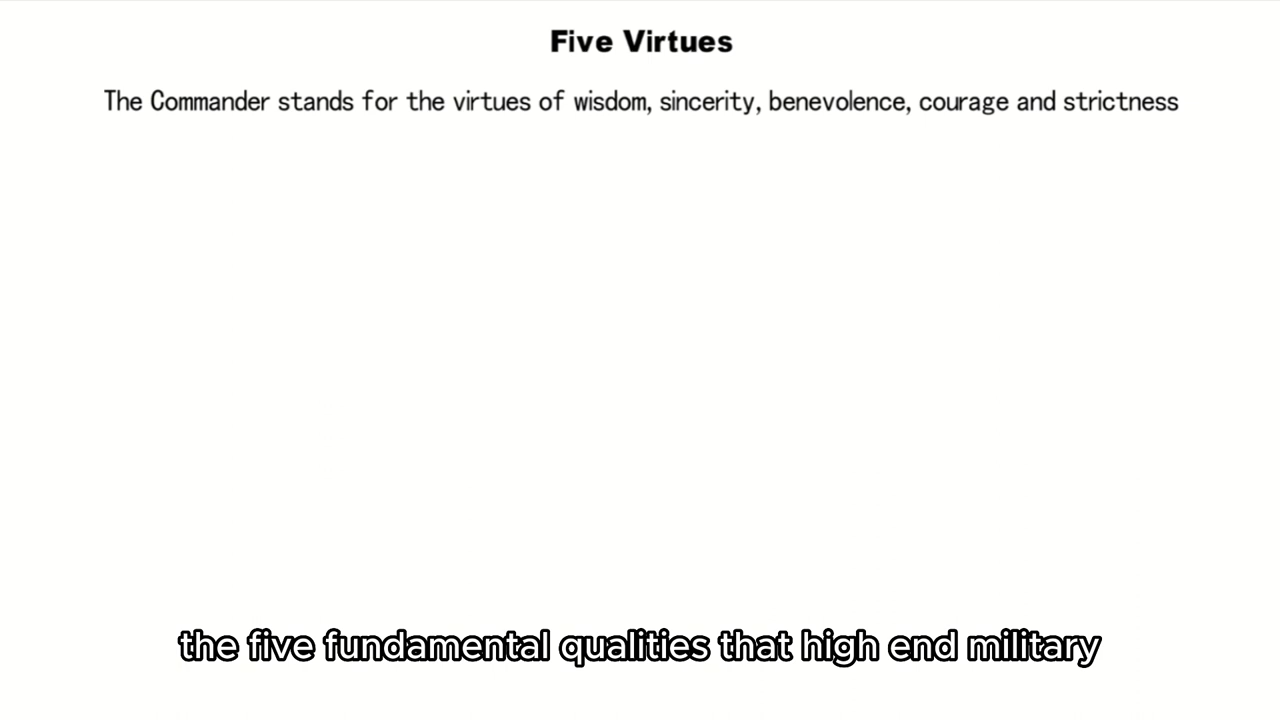 Five Virtues
The Commander stands for the virtues of wisdom, sincerity, benevolence, courage and strictness
the five fundamental qualities that high end military